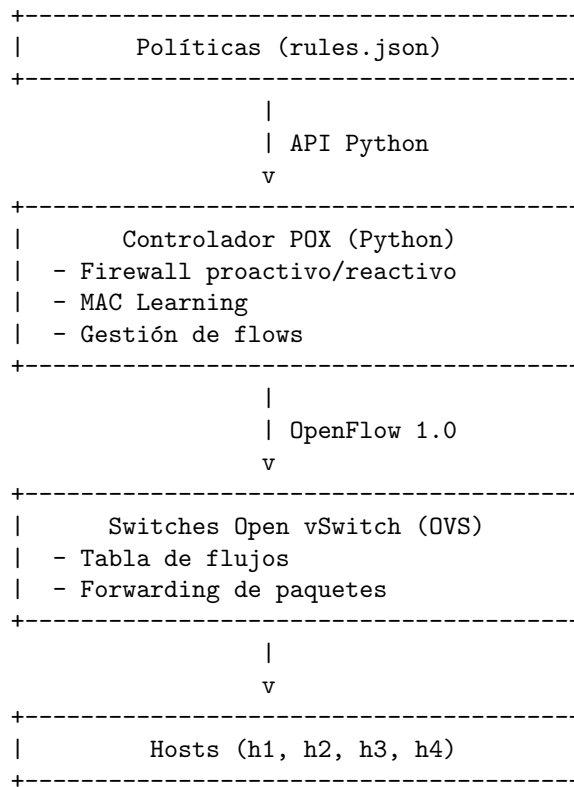 +----------------------------------------
|        Políticas (rules.json)
+----------------------------------------
                  |
                  | API Python
                  v
+----------------------------------------
|       Controlador POX (Python)
|  - Firewall proactivo/reactivo
|  - MAC Learning
|  - Gestión de flows
+----------------------------------------
                  |
                  | OpenFlow 1.0
                  v
+----------------------------------------
|      Switches Open vSwitch (OVS)
|  - Tabla de flujos
|  - Forwarding de paquetes
+----------------------------------------
                  |
                  v
+----------------------------------------
|         Hosts (h1, h2, h3, h4)
+----------------------------------------